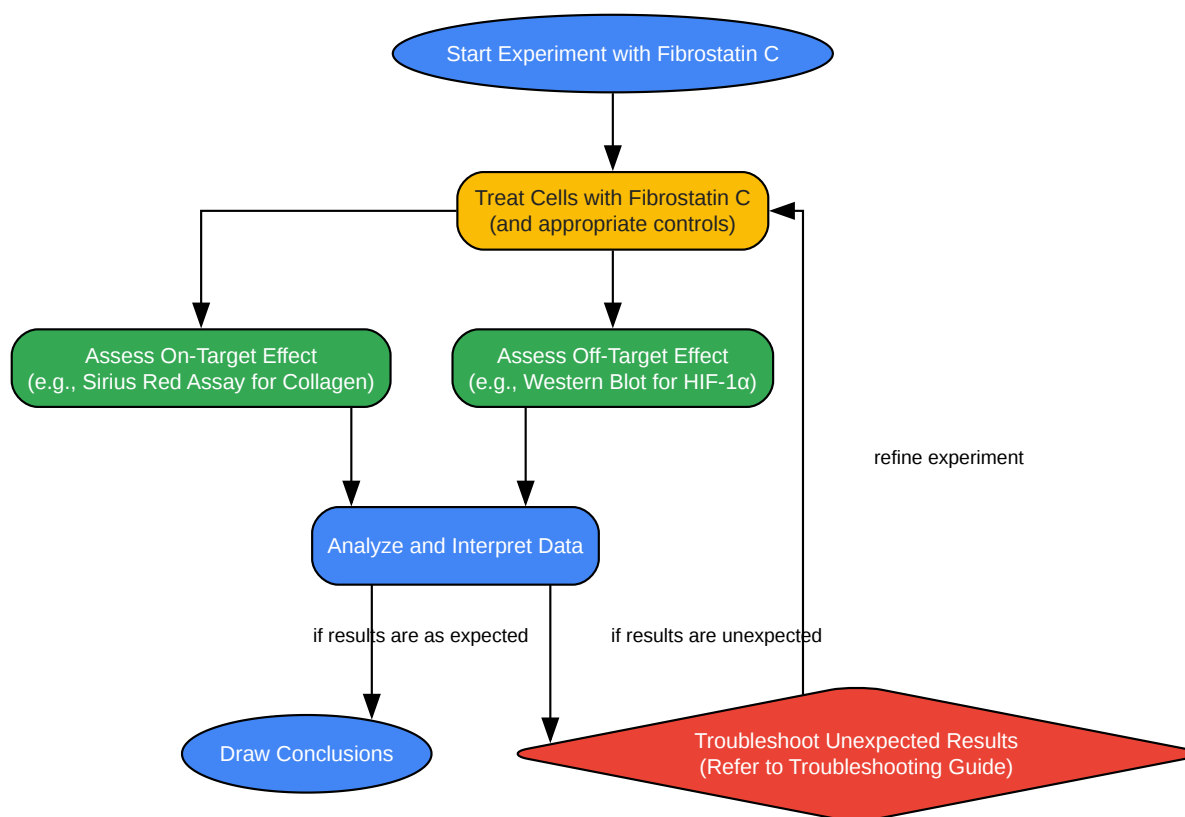 Start Experiment with Fibrostatin C
Treat Cells with Fibrostatin C
(and appropriate controls)
Assess On-Target Effect
(e.g., Sirius Red Assay for Collagen)
Assess Off-Target Effect
(e.g., Western Blot for HIF-1α)
refine experiment
Analyze and Interpret Data
if results are as expected
if results are unexpected
Draw Conclusions
Troubleshoot Unexpected Results
(Refer to Troubleshooting Guide)